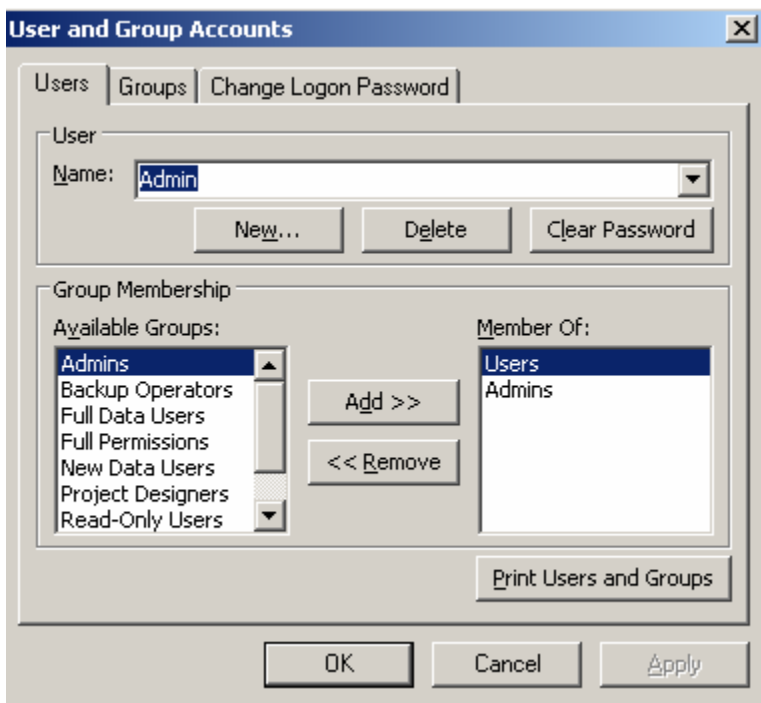 User and Group Accounts
Users Groups Change Logon Password
User
Name: Admin
New... Delete Clear Password
Group Membership
Available Groups: Member Of:
Admins Users
Backup Operators Admins
Full Data Users
Full Permissions
New Data Users
Project Designers
Read-Only Users
Add >>
<< Remove
Print Users and Groups
OK Cancel Apply